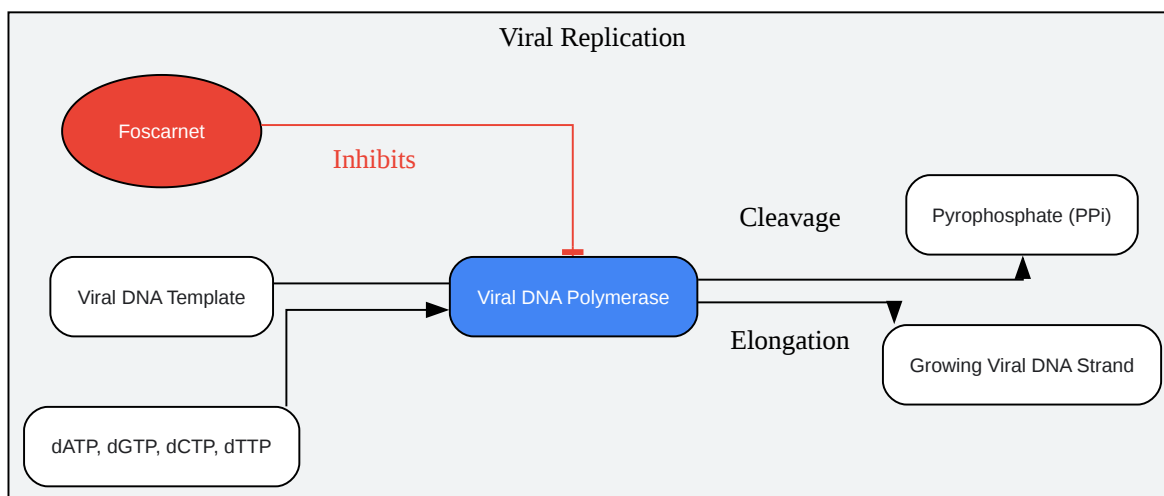 Viral Replication
Foscarnet
Inhibits
Cleavage
Pyrophosphate (PPi)
Viral DNA Template
Viral DNA Polymerase
Elongation
Growing Viral DNA Strand
dATP, dGTP, dCTP, dTTP